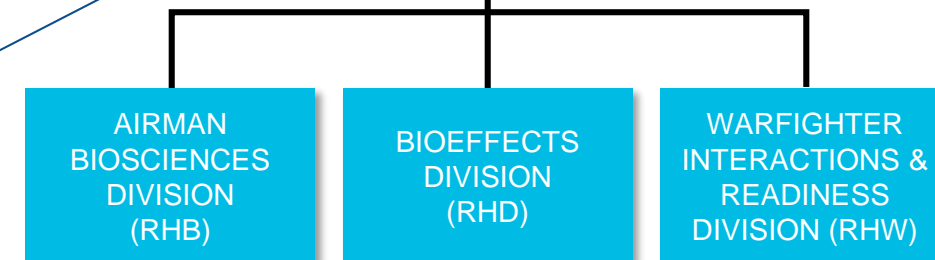 AIRMAN
BIOSCIENCES
DIVISION
(RHB)
BIOEFFECTS
DIVISION
(RHD)
WARFIGHTER
INTERACTIONS &
READINESS
DIVISION (RHW)